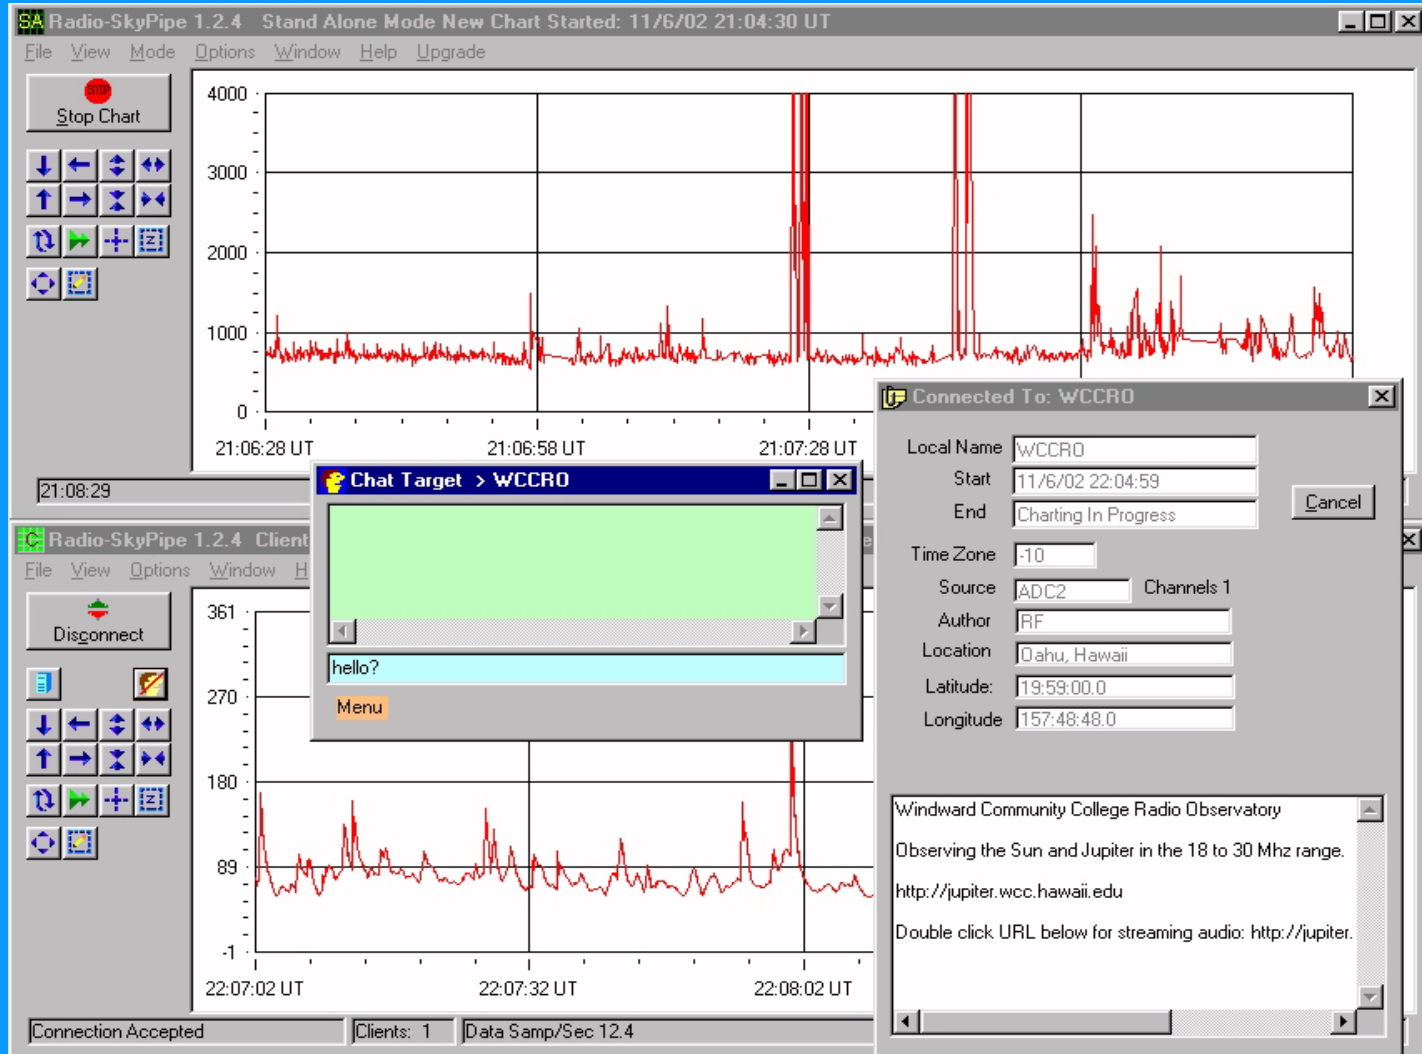 SA Radio-SkyPipe 1.2.4 Stand Alone Mode New Chart Started: 11/6/02 21:04:30 UT
File View Mode Options Window Help Upgrade
STOP
Stop Chart
4000
3000
2000
1000
0
Z
21:06:28 UT 21:06:58 UT 21:07:28 UT
21:08:29
Chat Target > WCCRO
hello?
Menu
Connected To: WCCRO
Local Name WCCRO
Start 11/6/02 22:04:59
End Charting In Progress
Cancel
Time Zone -10
Source ADC2 Channels 1
Author RF
Location Oahu, Hawaii
Latitude: 19:59:00.0
Longitude 157:48:48.0
Windward Community College Radio Observatory
Observing the Sun and Jupiter in the 18 to 30 Mhz range.
http://jupiter.wcc.hawaii.edu
Double click URL below for streaming audio: http://jupiter.
C Radio-SkyPipe 1.2.4 Client
File View Options Window H
Disconnect
361
270
180
89
-1
Z
22:07:02 UT 22:07:32 UT 22:08:02 UT
Connection Accepted Clients: 1 Data Samp/Sec 12.4